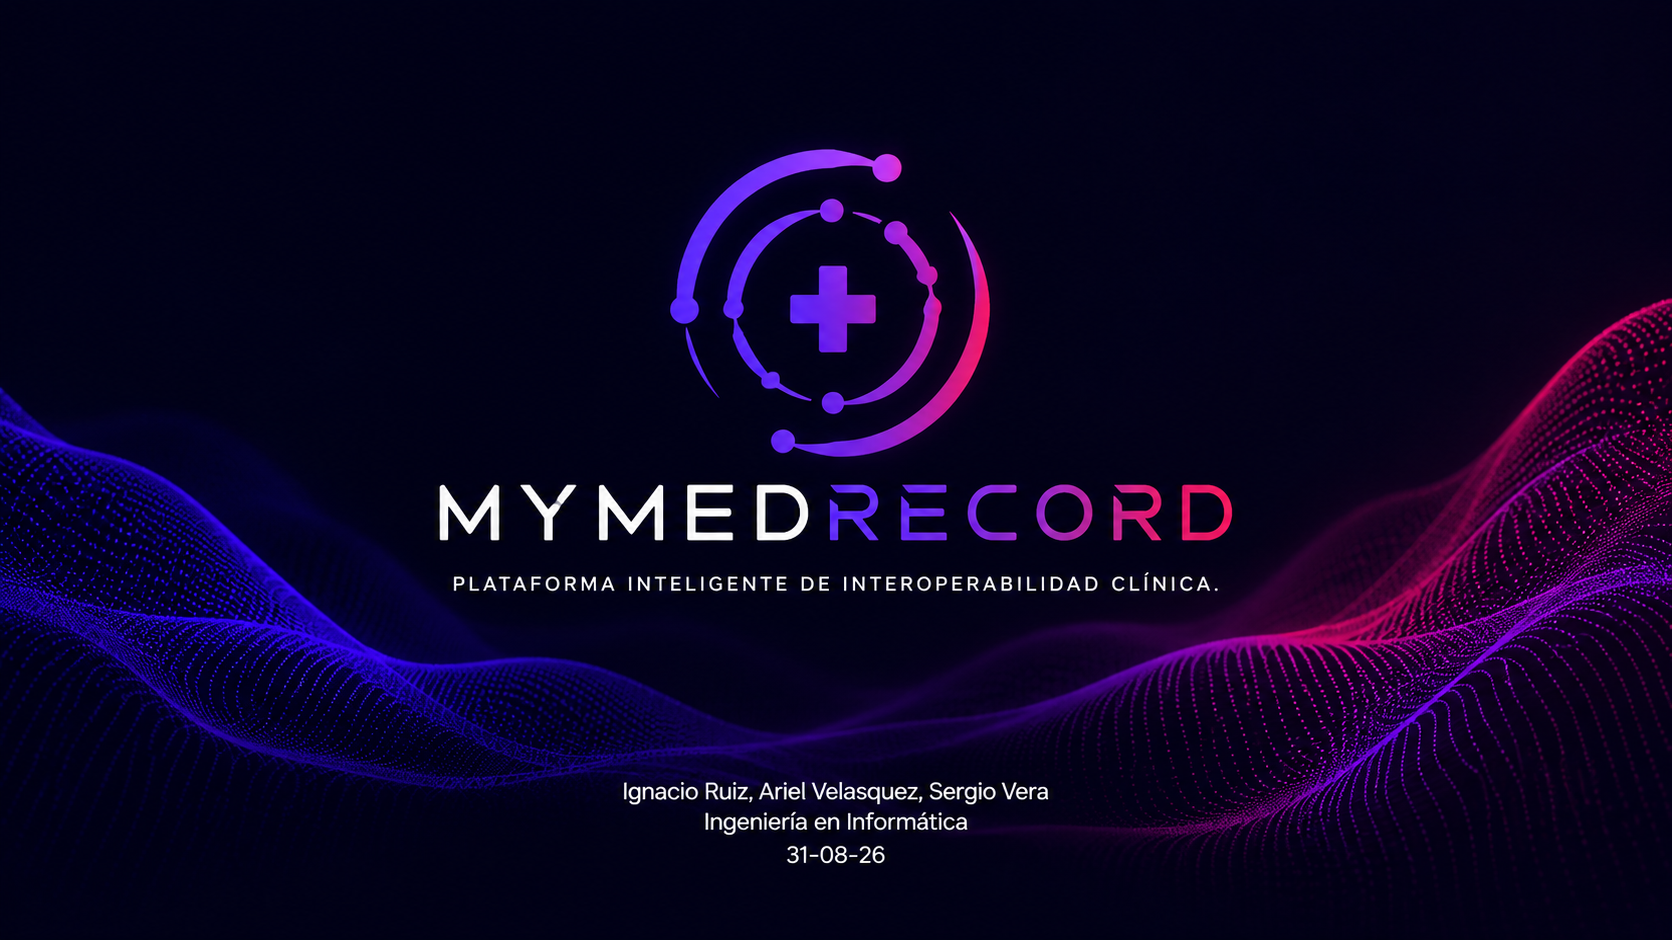 MYMEDRECORD
PLATAFORMA INTELIGENTE DE INTEROPERABILIDAD CLÍNICA.
Ignacio Ruiz, Ariel Velasquez, Sergio Vera
Ingeniería en Informática
31-08-26